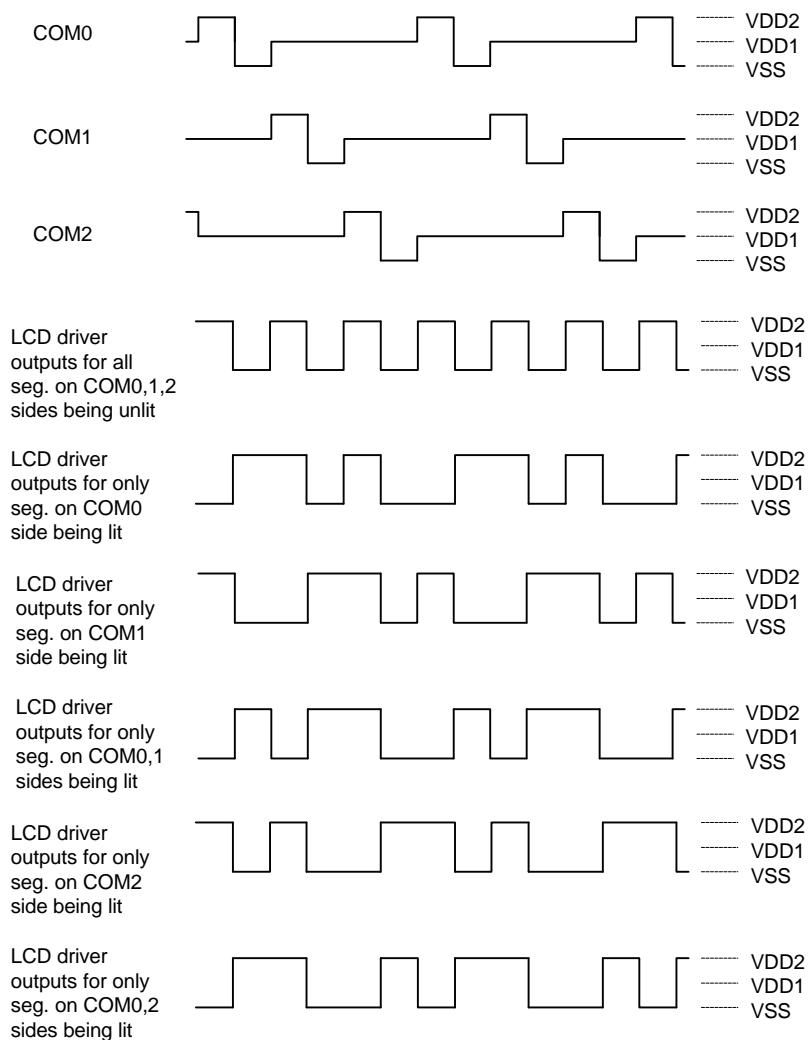 COM0
VDD2
VDD1
VSS
COM1
VDD2
VDD1
VSS
COM2
VDD2
VDD1
VSS
LCD driver
outputs for all
seg. on COM0,1,2
sides being unlit
VDD2
VDD1
VSS
LCD driver
outputs for only
seg. on COM0
side being lit
VDD2
VDD1
VSS
LCD driver
outputs for only
seg. on COM1
side being lit
VDD2
VDD1
VSS
LCD driver
outputs for only
seg. on COM0,1
sides being lit
VDD2
VDD1
VSS
LCD driver
outputs for only
seg. on COM2
side being lit
VDD2
VDD1
VSS
LCD driver
outputs for only
seg. on COM0,2
sides being lit
VDD2
VDD1
VSS